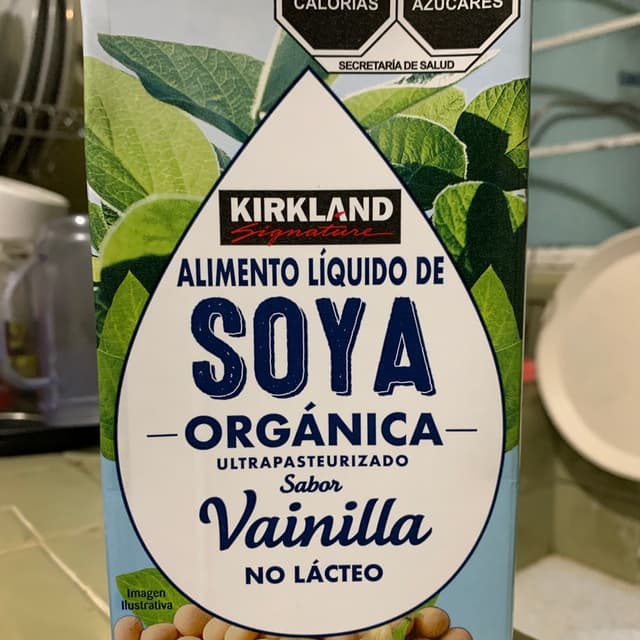 CALORÍAS
AZÚCARES
SECRETARÍA DE SALUD
KIRKLAND
Signature
ALIMENTO LÍQUIDO DE
SOYA
ORGÁNICA
ULTRAPASTEURIZADO
Sabor
Vainilla
NO LÁCTEO
Imagen
Ilustrativa